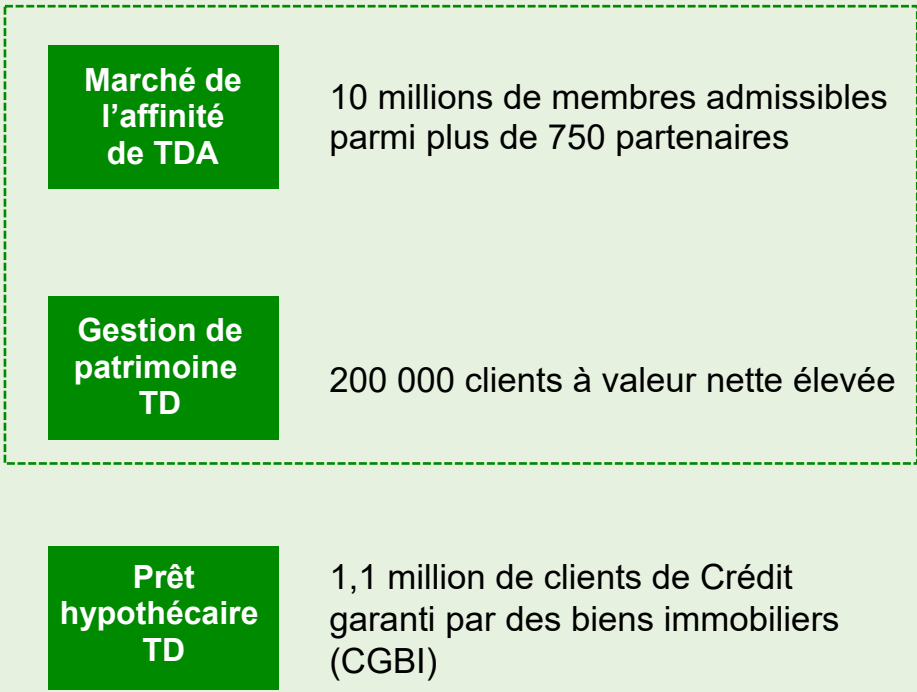 Marché de
l’affinité
de TDA
10 millions de membres admissibles
parmi plus de 750 partenaires
Gestion de
patrimoine
TD
200 000 clients à valeur nette élevée
Prêt
hypothécaire
TD
1,1 million de clients de Crédit
garanti par des biens immobiliers
(CGBI)